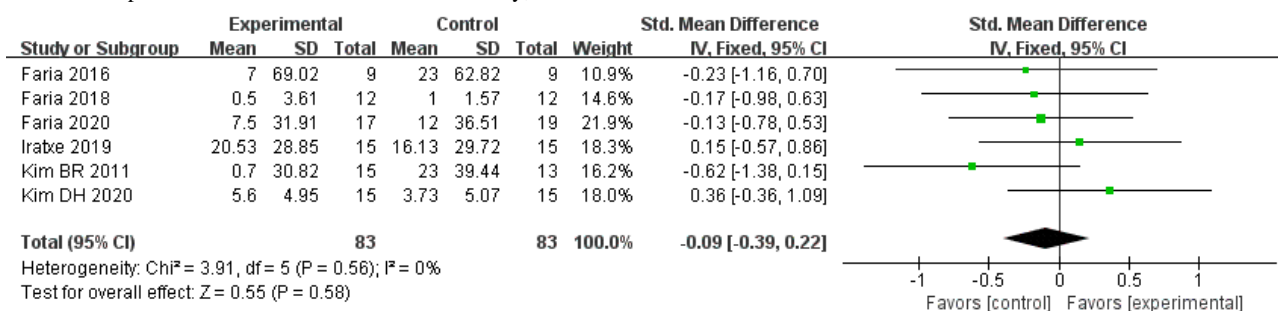 Experimental Control Std. Mean Difference Std. Mean Difference
Study or Subgroup Mean SD Total Mean SD Total Weight IV, Fixed, 95% CI IV, Fixed, 95% CI
Faria 2016 7 69.02 9 23 62.82 9 10.9% -0.23 [-1.16, 0.70]
Faria 2018 0.5 3.61 12 1 1.57 12 14.6% -0.17 [-0.98, 0.63]
Faria 2020 7.5 31.91 17 12 36.51 19 21.9% -0.13 [-0.78, 0.53]
Iratxe 2019 20.53 28.85 15 16.13 29.72 15 18.3% 0.15 [-0.57, 0.86]
Kim BR 2011 0.7 30.82 15 23 39.44 13 16.2% -0.62 [-1.38, 0.15]
Kim DH 2020 5.6 4.95 15 3.73 5.07 15 18.0% 0.36 [-0.36, 1.09]
Total (95% CI) 83 83 100.0% -0.09 [-0.39, 0.22]
Heterogeneity: Chi² = 3.91, df = 5 (P = 0.56); I² = 0%
Test for overall effect: Z = 0.55 (P = 0.58)
-1 -0.5 0 0.5 1
Favors [control] Favors [experimental]